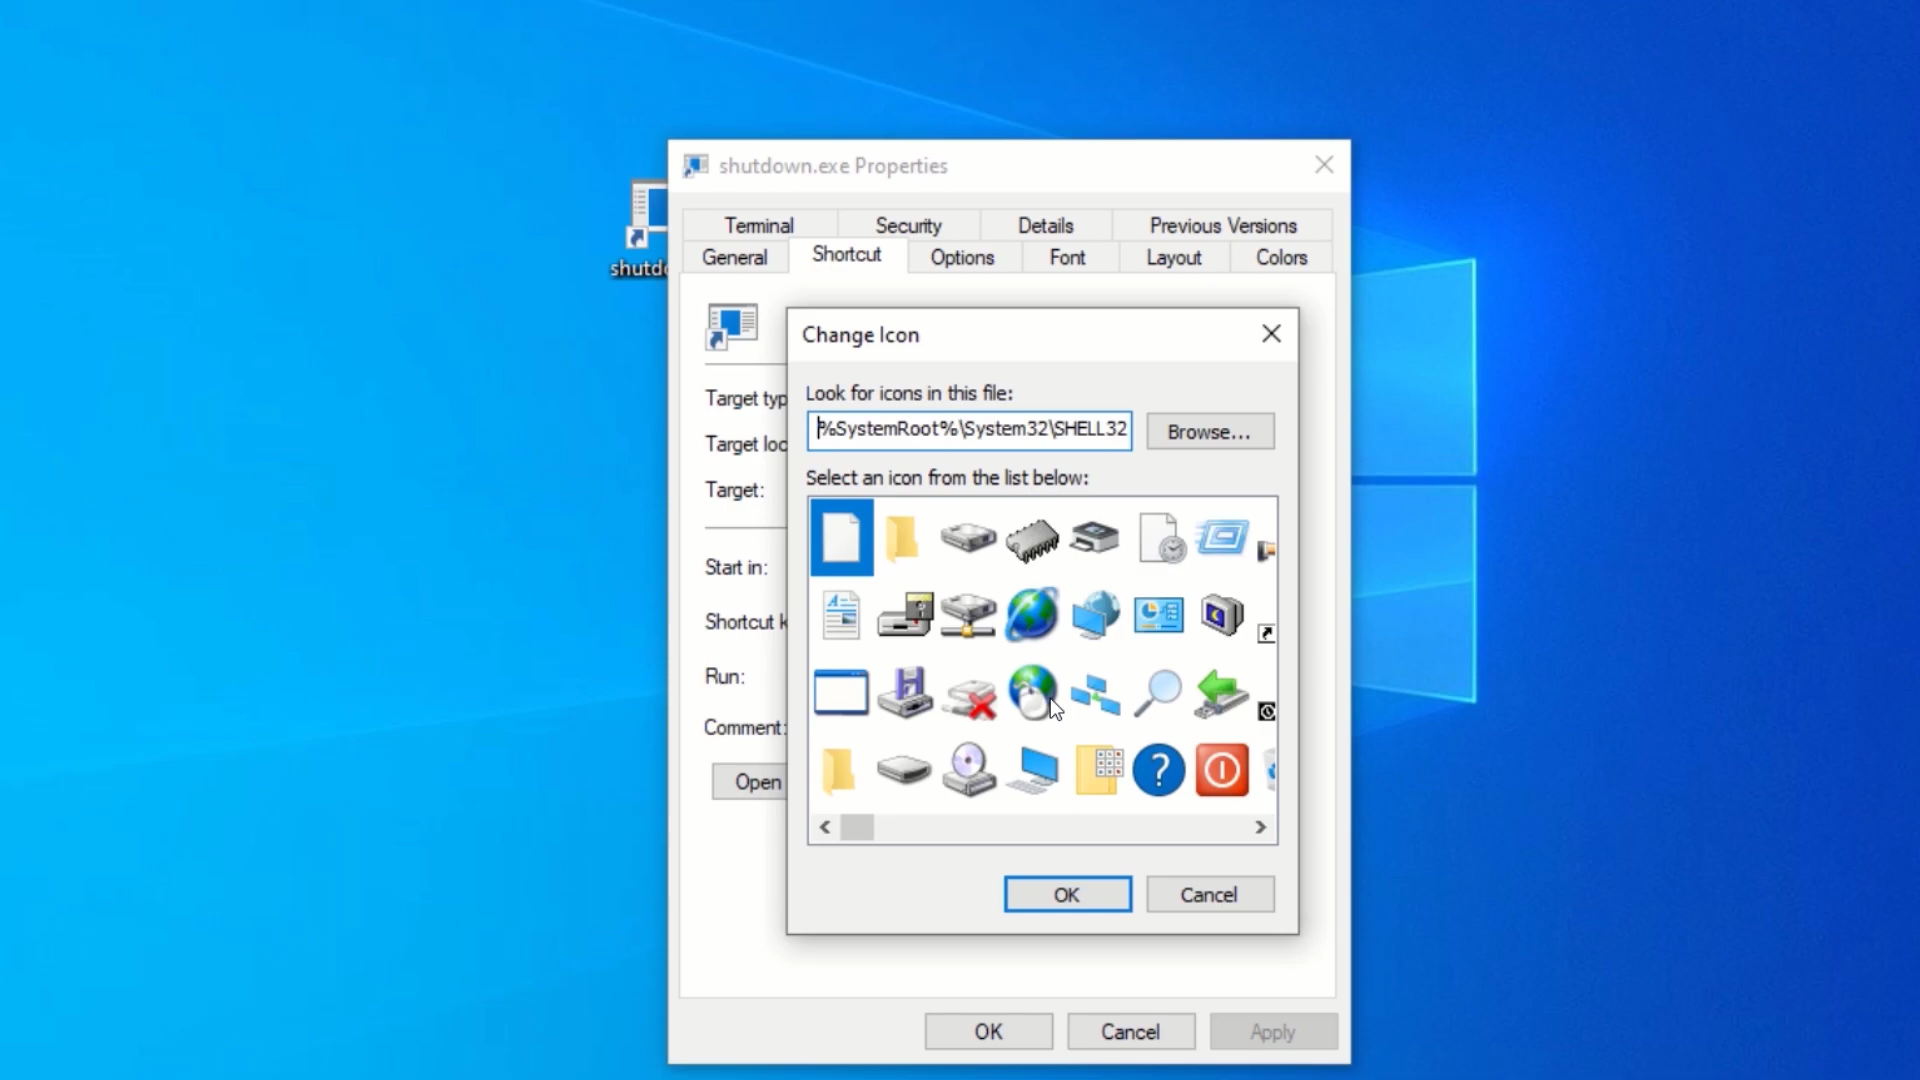 shutdown.exe Properties
Terminal
Security
Details
Previous Versions
General
Shortcut
Options
Font
Layout
Colors
Change Icon
Look for icons in this file:
%SystemRoot%\System32\SHELL32
Browse...
Select an icon from the list below:
Target typ
Target loc
Target:
Start in:
Shortcut k
Run:
Comment:
Open
OK
Cancel
OK
Cancel
Apply
shutdo